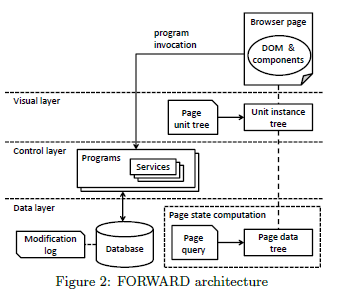 Browser page
program
invocation
DOM &
components
Visual layer
Page
unit tree
Unit instance
tree
Control layer
Programs
Services
Data layer
Page state computation
Modification
log
Database
Page
query
Page data
tree
Figure 2: FORWARD architecture